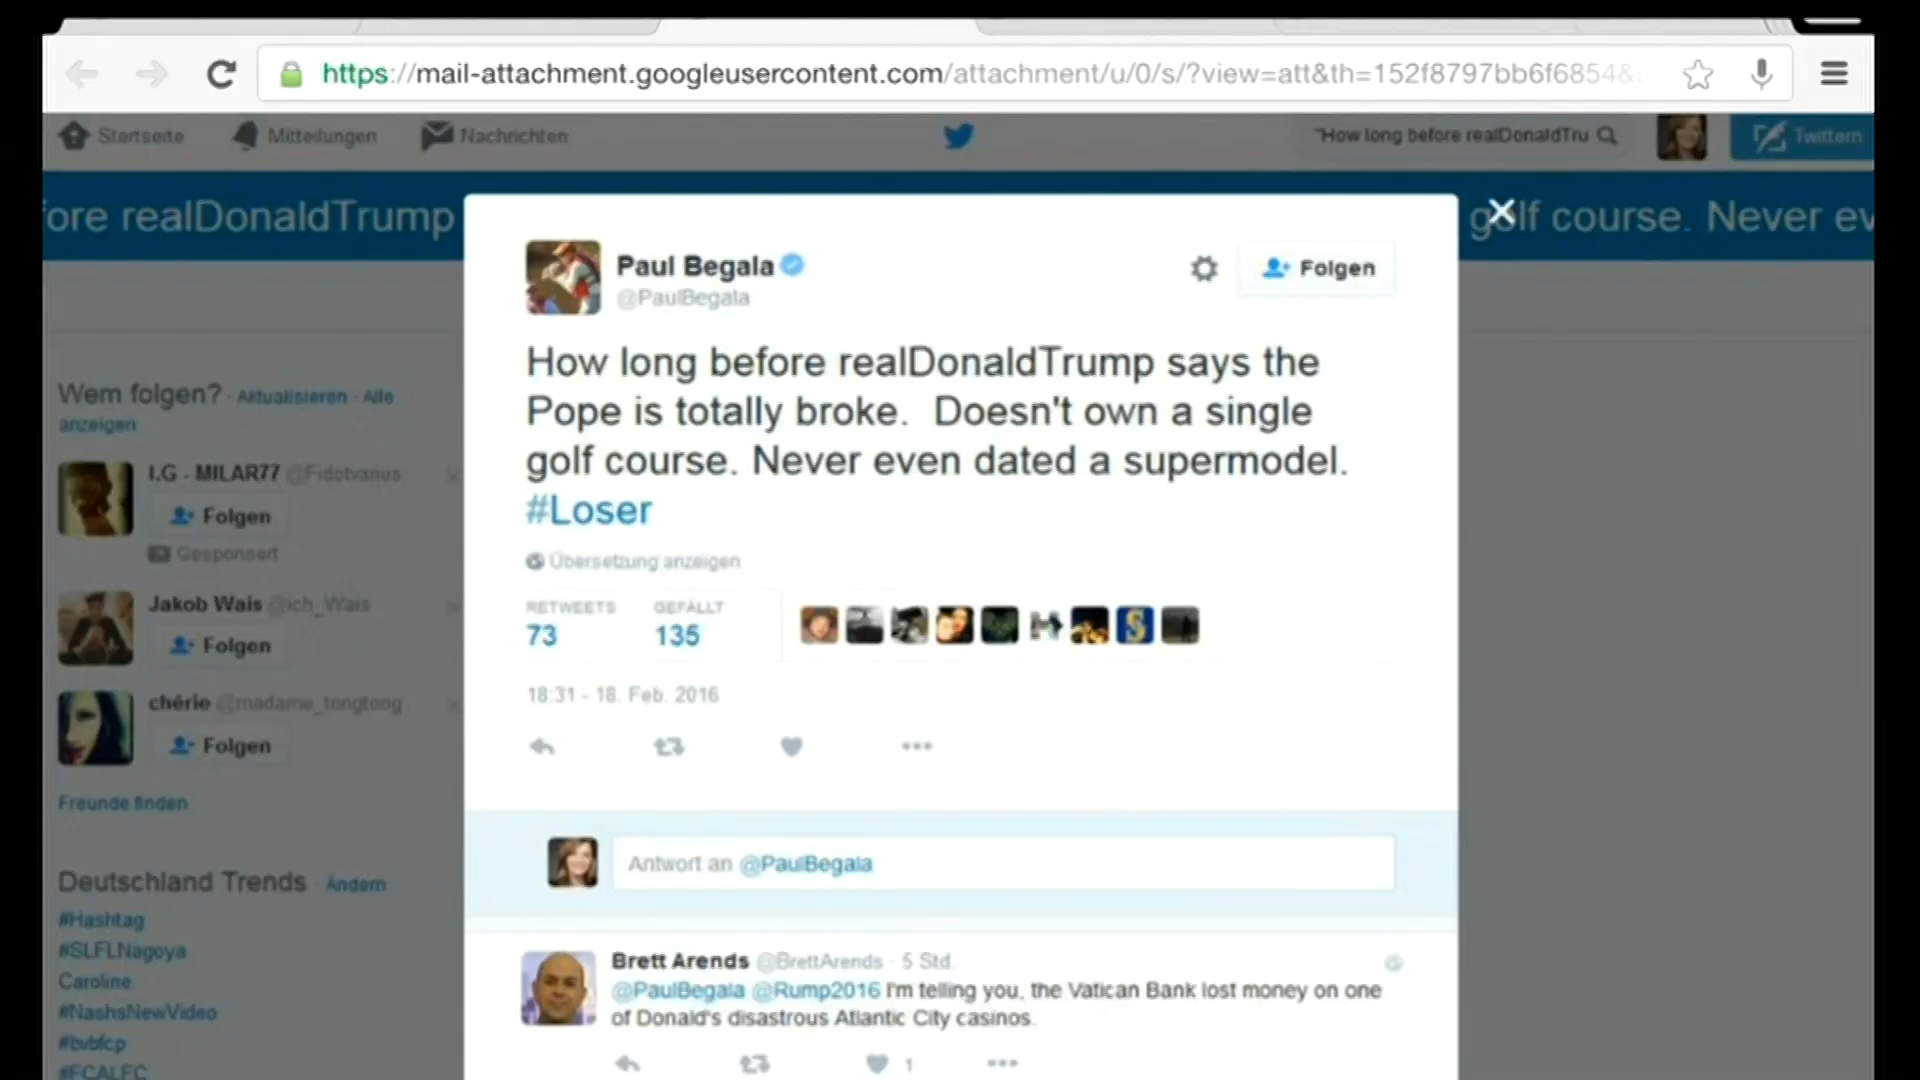 https://mail-attachment.googleusercontent.com/attachment/u/0/s/?view=att&th=152f8797bb6f6854&
Startseite
Mitteilungen
Nachrichten
"How long before realDonaldTru
Twittern
fore realDonaldTrump
golf course. Never ev
Paul Begala
@PaulBegala
Folgen
How long before realDonaldTrump says the
Pope is totally broke. Doesn't own a single
golf course. Never even dated a supermodel.
#Loser
Übersetzung anzeigen
RETWEETS
73
GEFÄLLT
135
18:31 - 18. Feb. 2016
Antwort an @PaulBegala
Brett Arends @BrettArends · 5 Std.
@PaulBegala @Rump2016 I'm telling you, the Vatican Bank lost money on one
of Donald's disastrous Atlantic City casinos.
1
Wem folgen? · Aktualisieren · Alle
anzeigen
I.G - MILAR77
Folgen
Gesponsert
Jakob Wais @ich_Wais
Folgen
chérie @madame_tongtong
Folgen
Freunde finden
Deutschland Trends · Ändern
#Hashtag
#SLFLNagoya
Caroline
#NashsNewVideo
#bvbfcp
#FCALFC